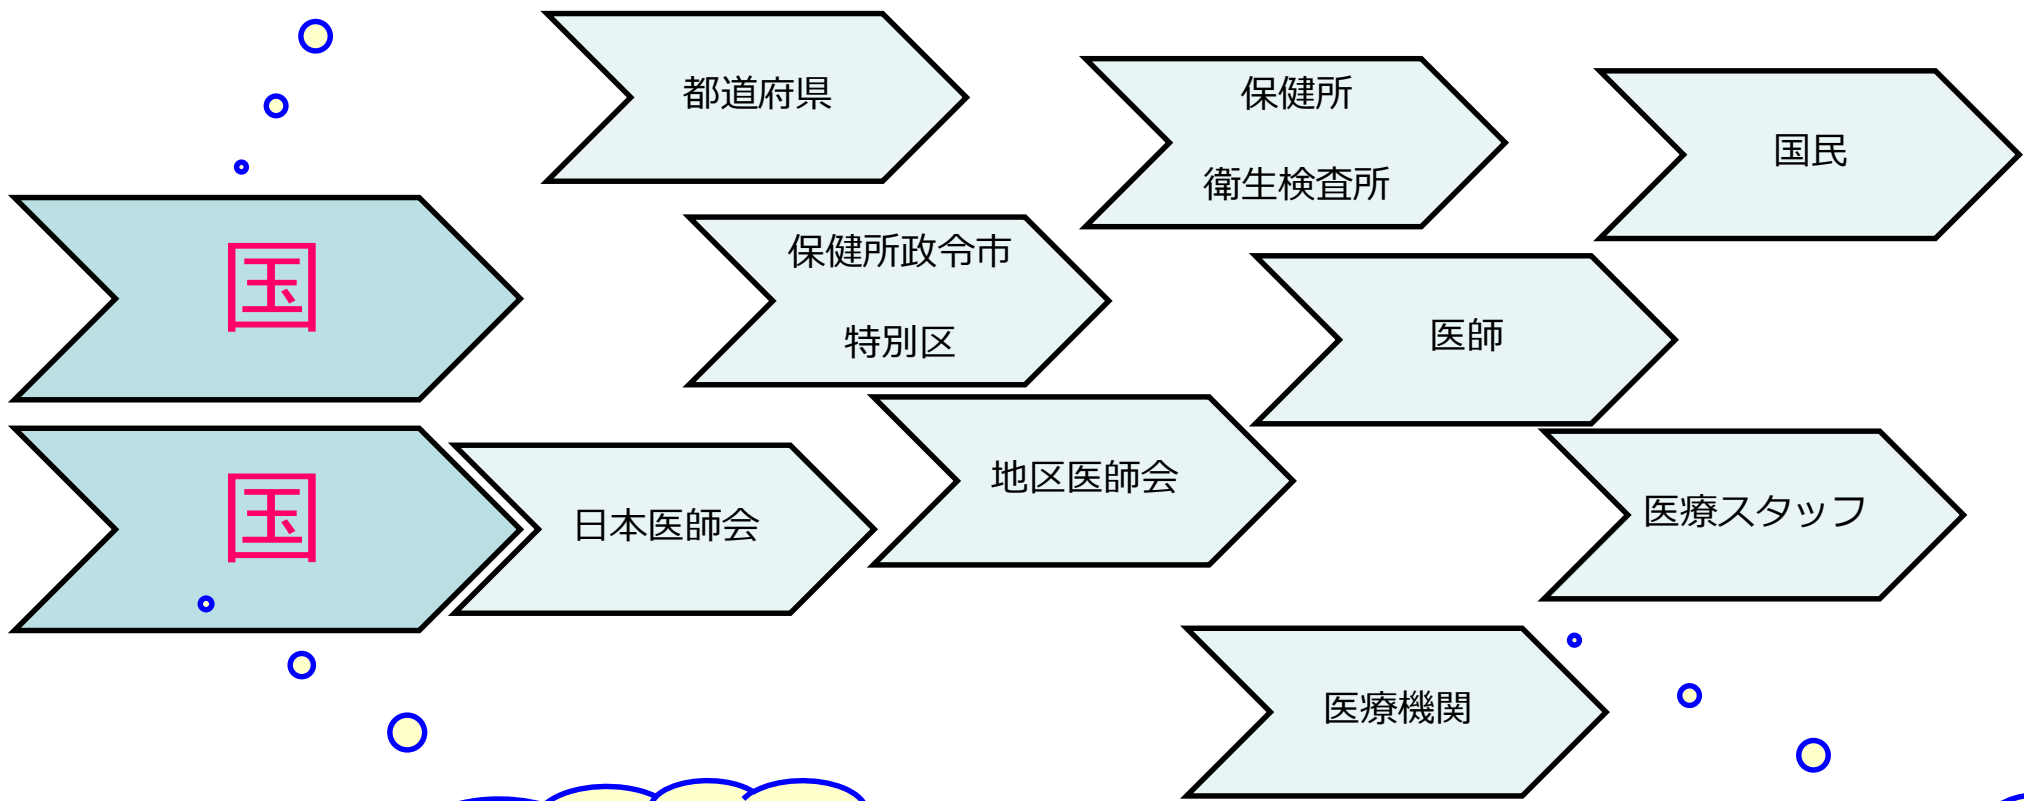 都道府県
保健所
衛生検査所
国民
国
保健所政令市
特別区
医師
国
日本医師会
地区医師会
医療スタッフ
医療機関